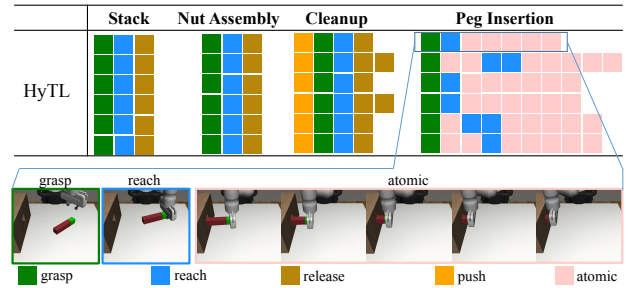 Stack Nut Assembly Cleanup Peg Insertion
HyTL
grasp reach atomic
grasp reach release push atomic